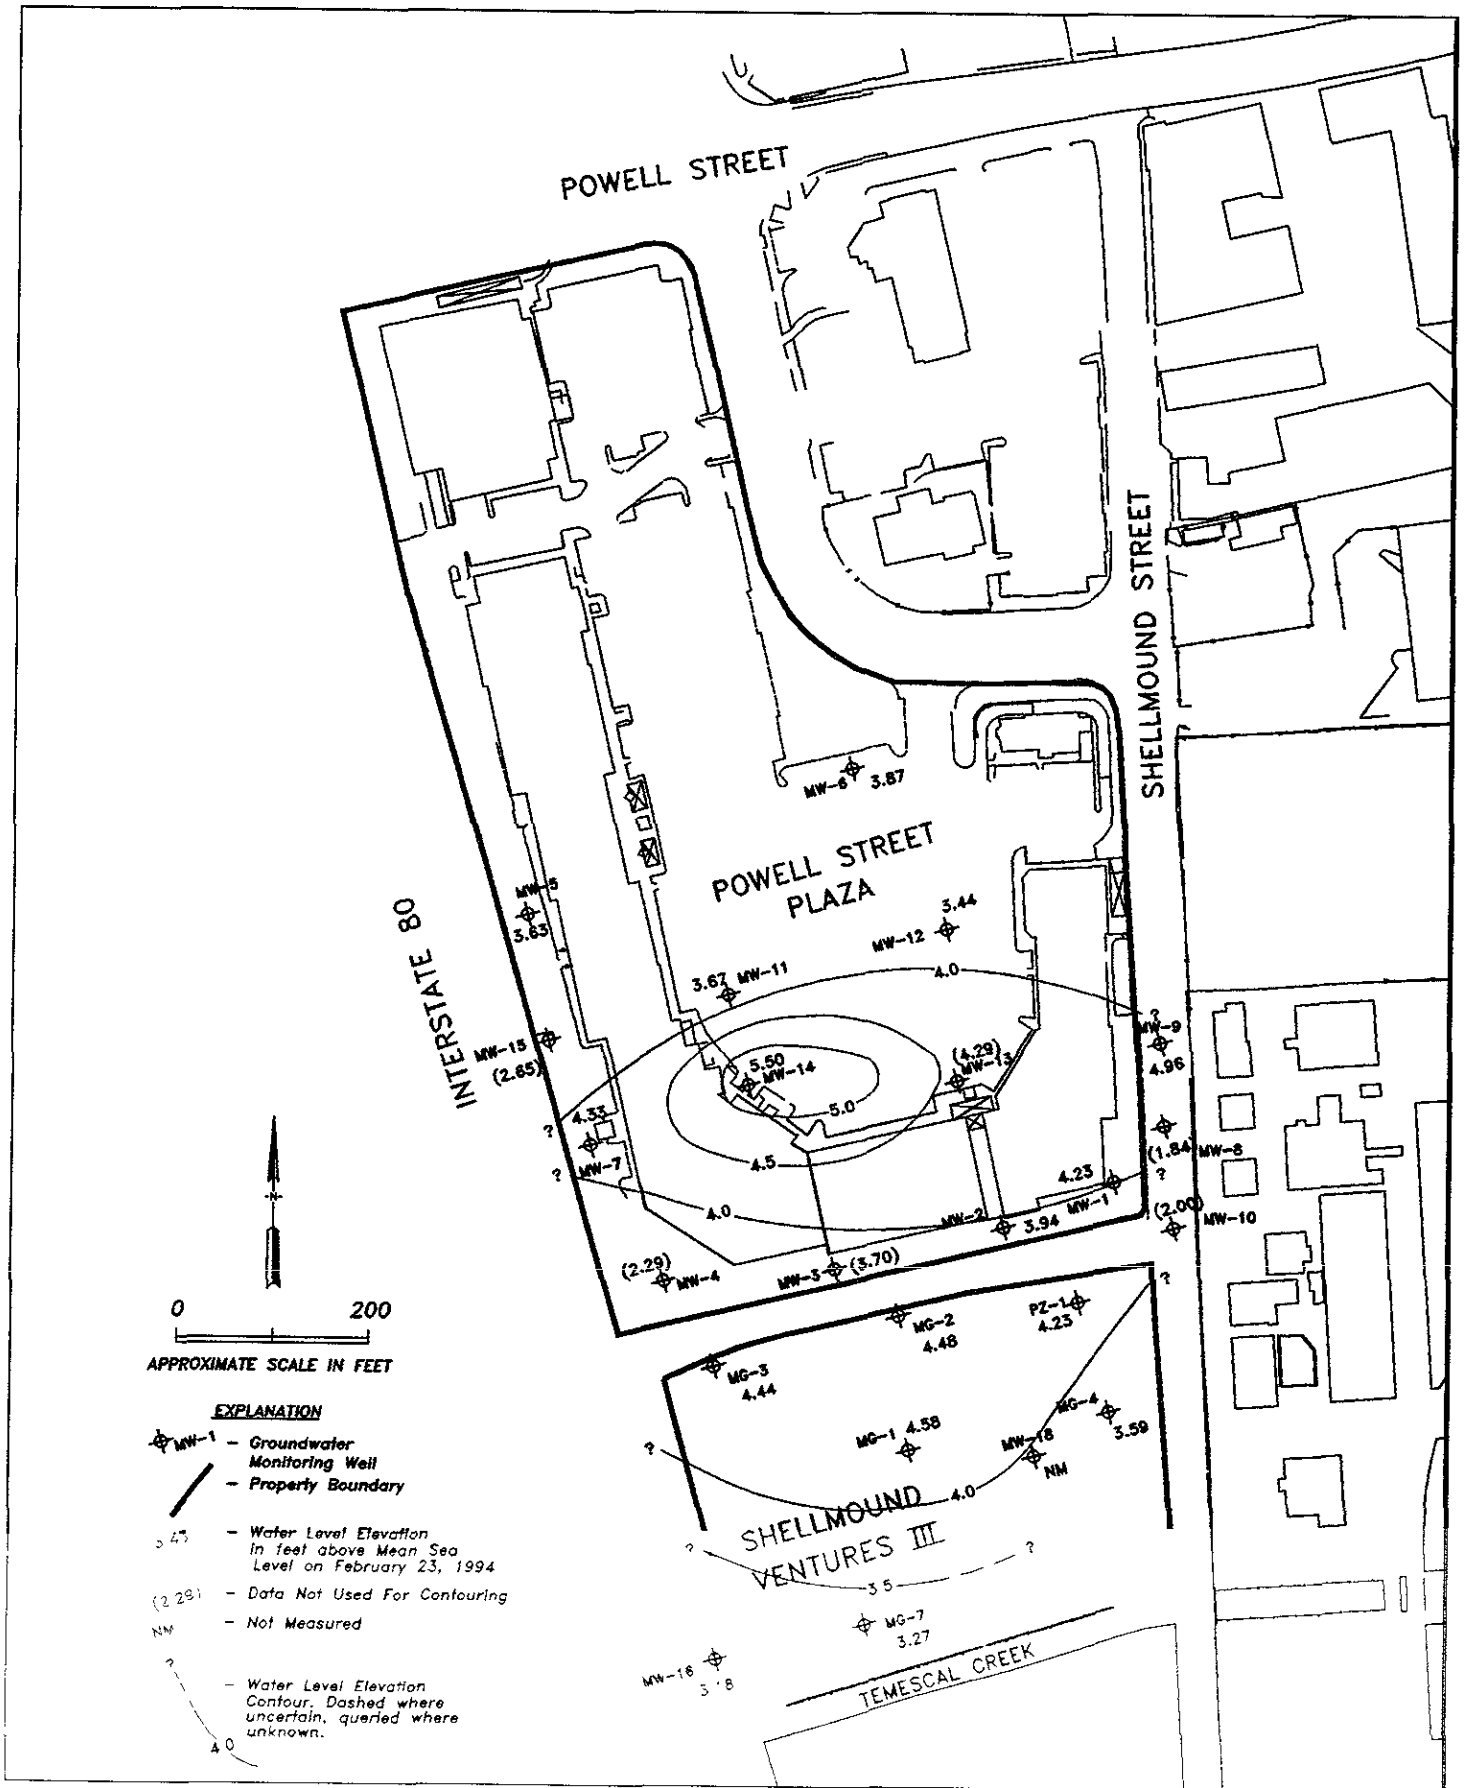 POWELL STREET
SHELLMOUND STREET
MW-6 3.87
POWELL STREET
PLAZA
INTERSTATE 80
MW-5
3.63
3.44
MW-12
3.67 MW-11
4.0
?
MW-9
4.96
MW-15
(2.65)
5.50
MW-14
(4.29)
MW-13
5.0
4.33
?
MW-7
4.5
(1.84) MW-8
?
?
4.0
4.23
MW-1
MW-2
3.94
(2.00)
MW-10
(2.29)
MW-4
MW-3 (3.70)
?
-N-
0 200
APPROXIMATE SCALE IN FEET
MG-2
4.48
PZ-1
4.23
MG-3
4.44
MG-1 4.58
MG-4
3.59
MW-18
NM
?
4.0
SHELLMOUND
VENTURES III
?
?
3 5
MG-7
3.27
MW-16
TEMESCAL CREEK
EXPLANATION
MW-1 - Groundwater
Monitoring Well
- Property Boundary
- Water Level Elevation
in feet above Mean Sea
Level on February 23, 1994
- Data Not Used For Contouring
NM - Not Measured
?
- Water Level Elevation
Contour. Dashed where
uncertain, queried where
unknown.
4 0